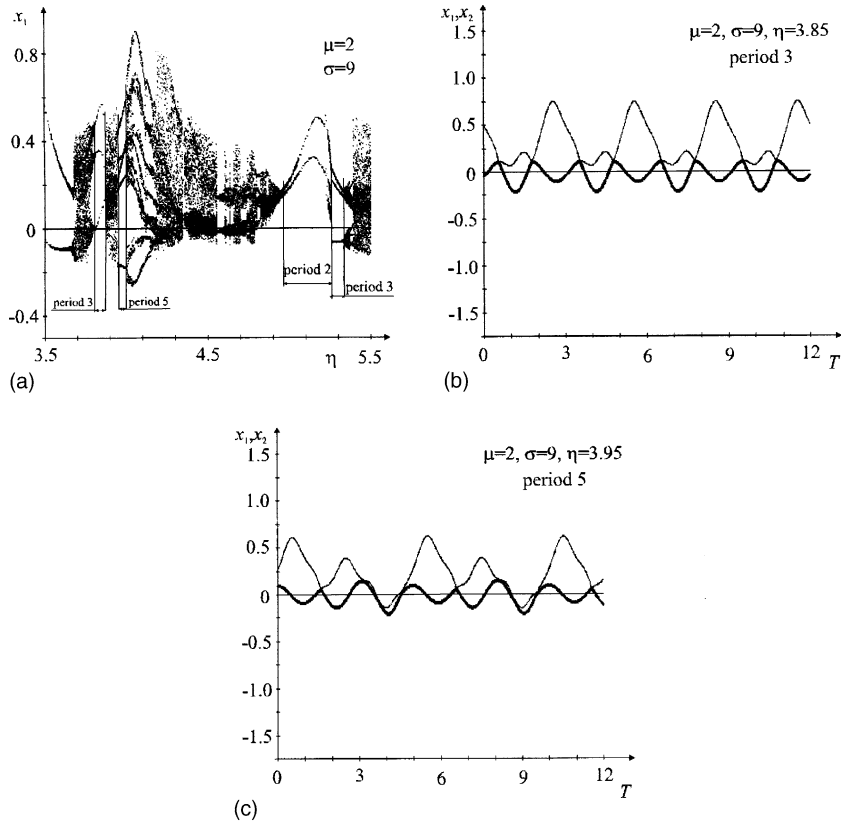 x₁
0.8
0.4
0
-0.4
μ=2
σ=9
period 3
period 5
period 2
period 3
3.5
4.5
η
5.5
(a)
x₁,x₂
1.5
1.0
0.5
0
-0.5
-1.0
-1.5
μ=2, σ=9, η=3.85
period 3
0
3
6
9
12
T
(b)
x₁,x₂
1.5
1.0
0.5
0
-0.5
-1.0
-1.5
μ=2, σ=9, η=3.95
period 5
0
3
6
9
12
T
(c)